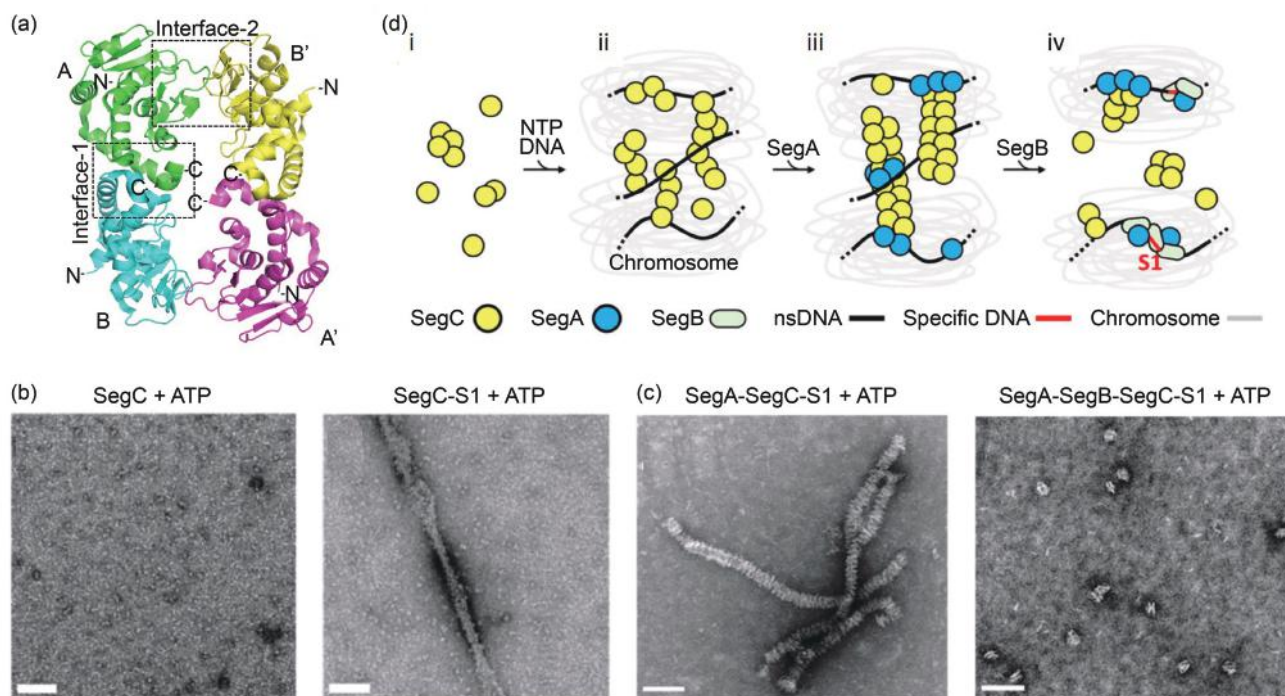 (a)
Interface-2
B'
A
N-
-N
Interface-1
-C
C-
C-
C-
N-
-N
B
A'
(d)
i
ii
iii
iv
NTP
DNA
SegA
SegB
Chromosome
S1
SegC
SegA
SegB
nsDNA
Specific DNA
Chromosome
(b)
SegC + ATP
SegC-S1 + ATP
(c)
SegA-SegC-S1 + ATP
SegA-SegB-SegC-S1 + ATP